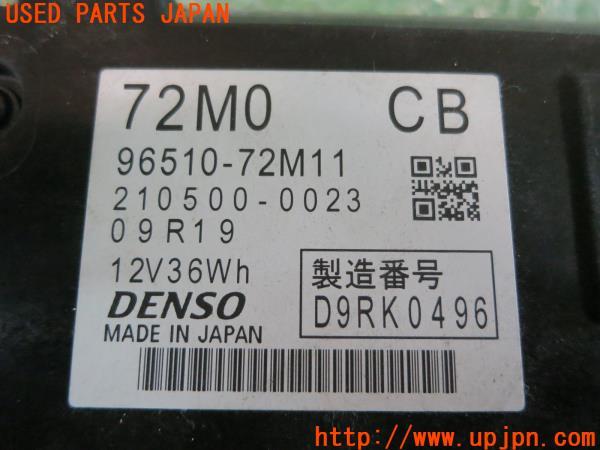 USED PARTS JAPAN
72M0 CB
96510-72M11
210500-0023
09R19
12V36Wh
製造番号
DENSO
D9RK0496
MADE IN JAPAN
UPJ http://www.upjpn.com